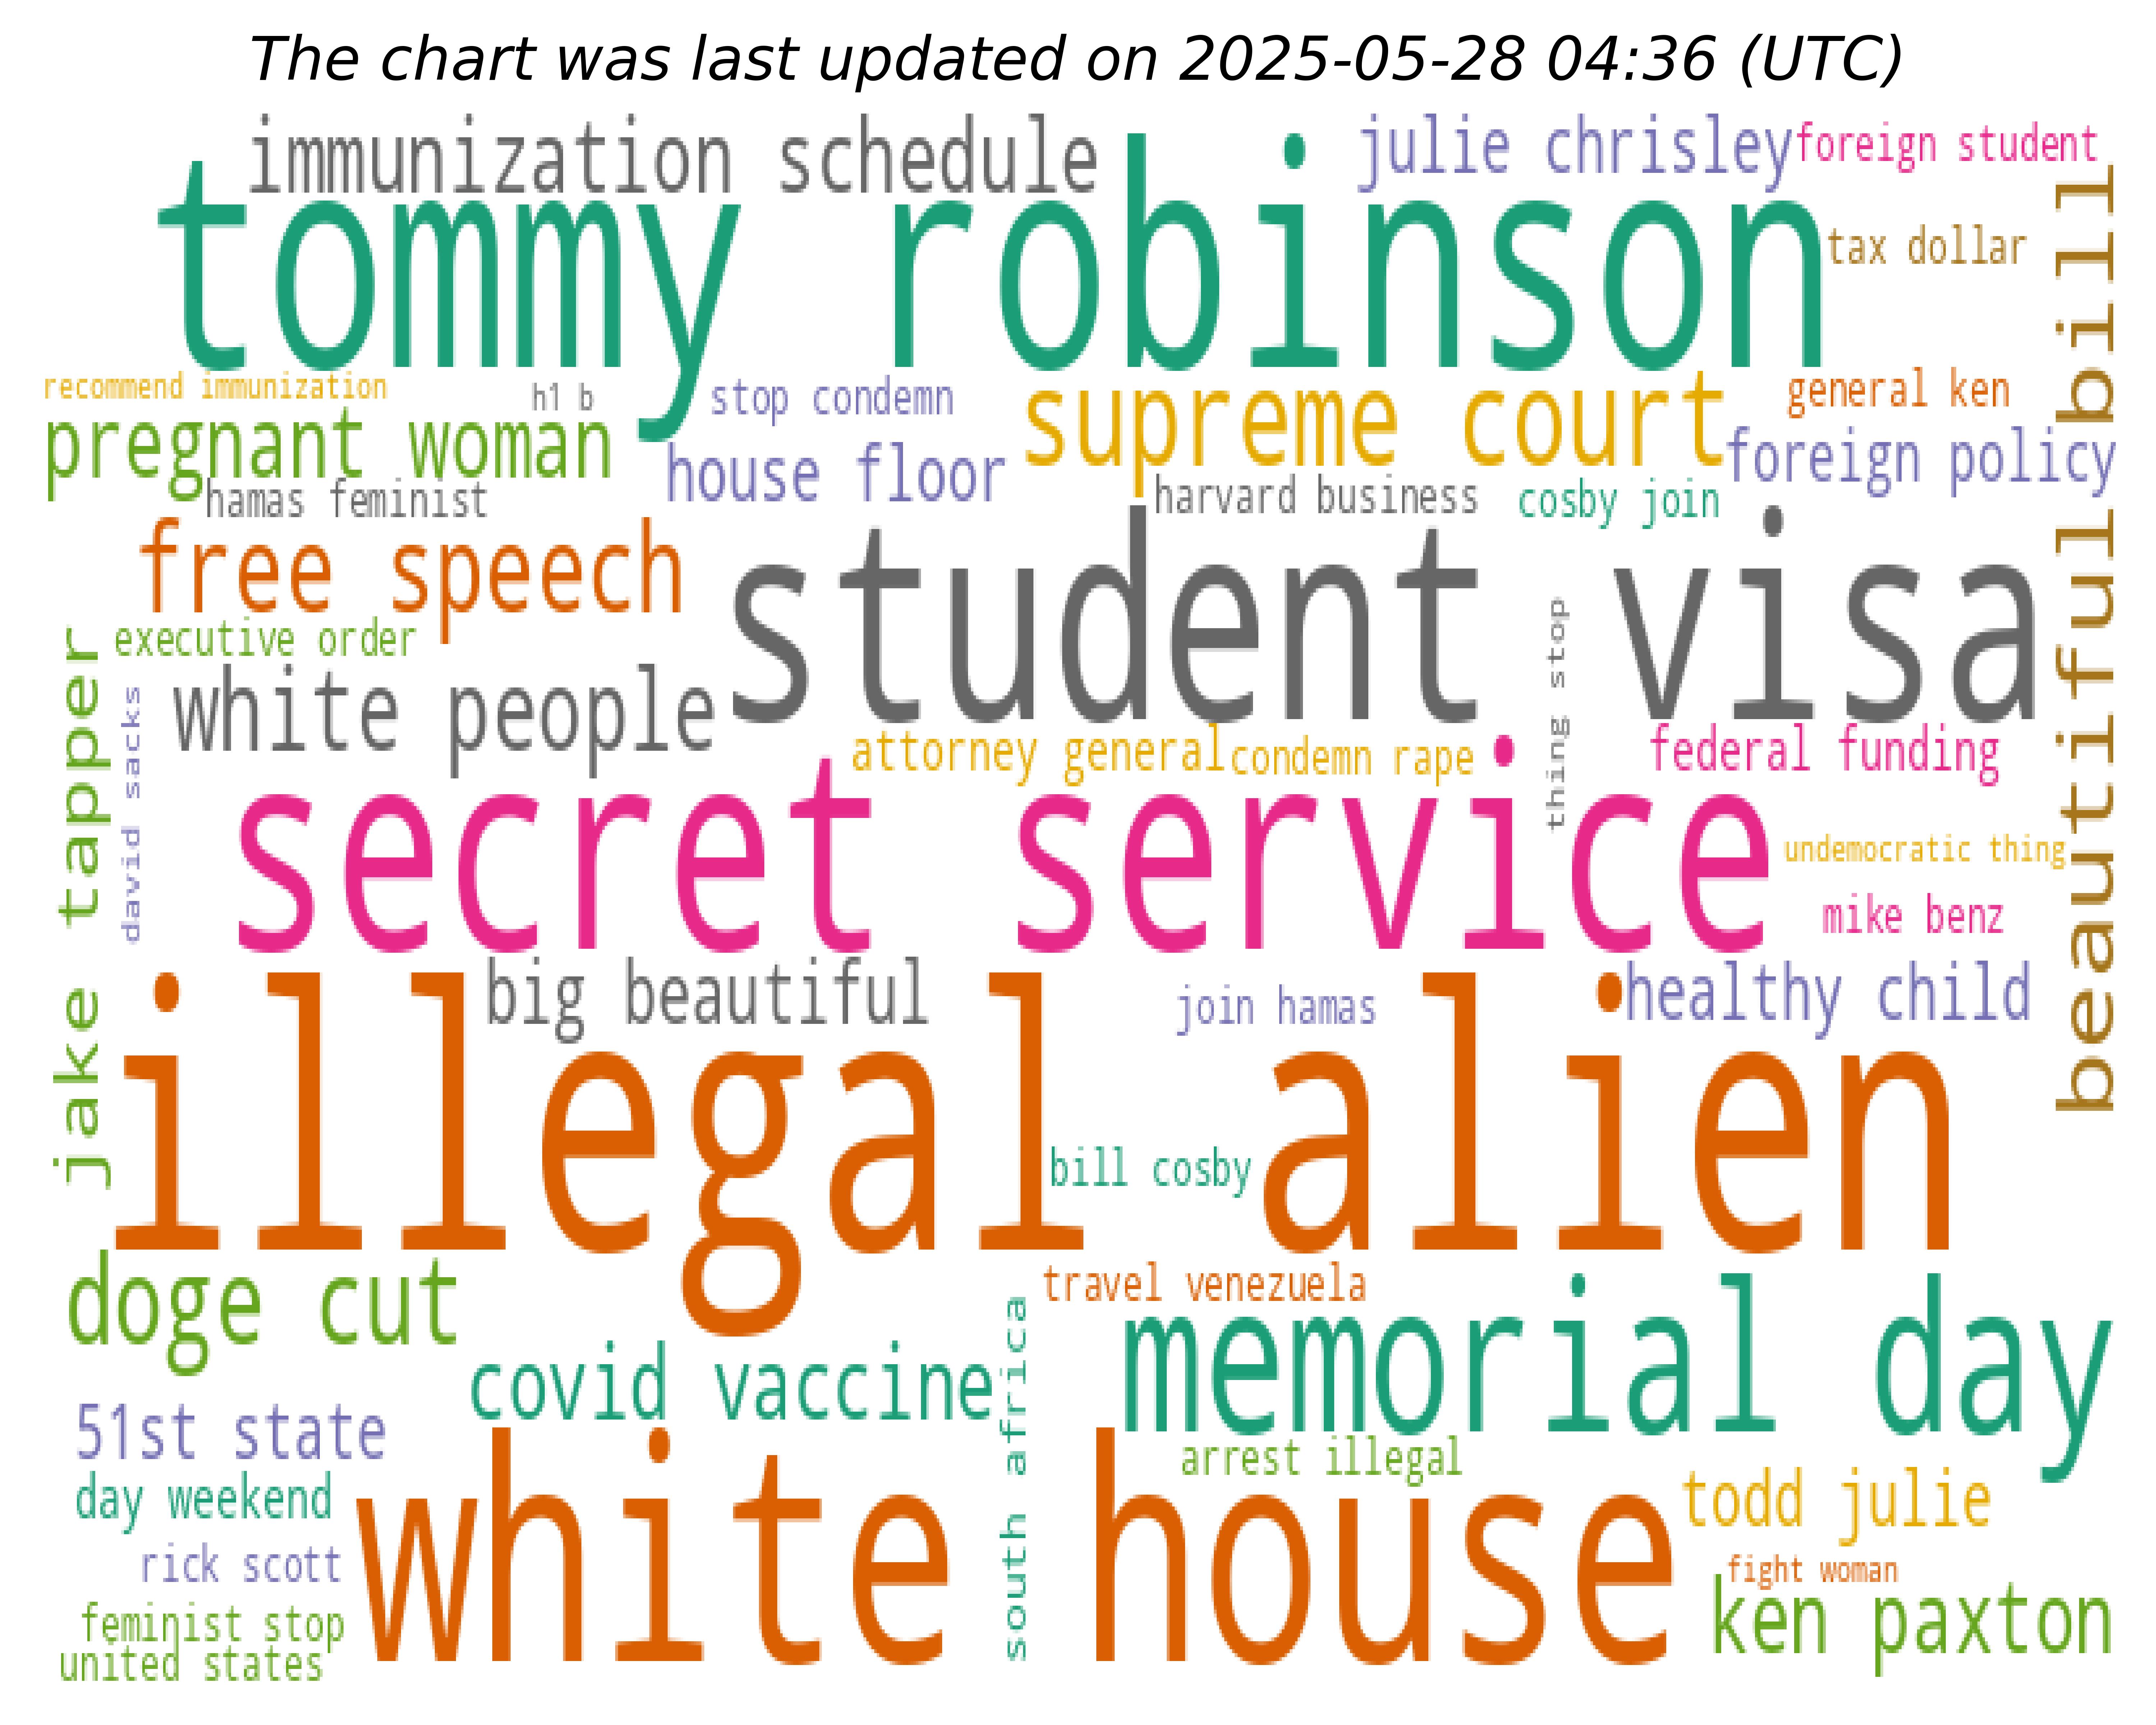 The chart was last updated on 2025-05-28 04:36 (UTC)
immunization schedule
julie chrisley
foreign student
tommy robinson
tax dollar
beautiful bill
recommend immunization
h1 b
stop condemn
supreme court
general ken
pregnant woman
house floor
foreign policy
hamas feminist
harvard business
cosby join
free speech
student visa
executive order
thing stop
jake tapper
david sacks
white people
attorney general
condemn rape
federal funding
secret service
undemocratic thing
mike benz
big beautiful
join hamas
healthy child
illegal alien
bill cosby
doge cut
travel venezuela
memorial day
covid vaccine
south africa
51st state
arrest illegal
day weekend
white house
todd julie
rick scott
fight woman
feminist stop
ken paxton
united states